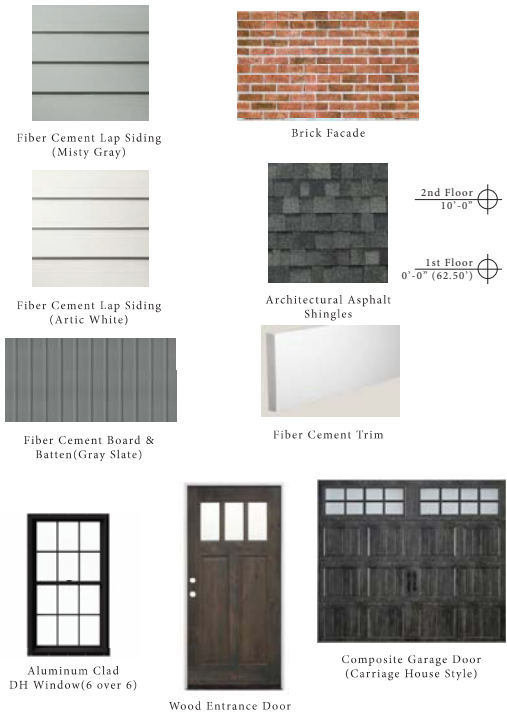 Fiber Cement Lap Siding
(Misty Gray)
Brick Facade
Fiber Cement Lap Siding
(Artic White)
Architectural Asphalt
Shingles
2nd Floor
10'-0"
1st Floor
0'-0" (62.50')
Fiber Cement Board &
Batten(Gray Slate)
Fiber Cement Trim
Aluminum Clad
DH Window(6 over 6)
Wood Entrance Door
Composite Garage Door
(Carriage House Style)